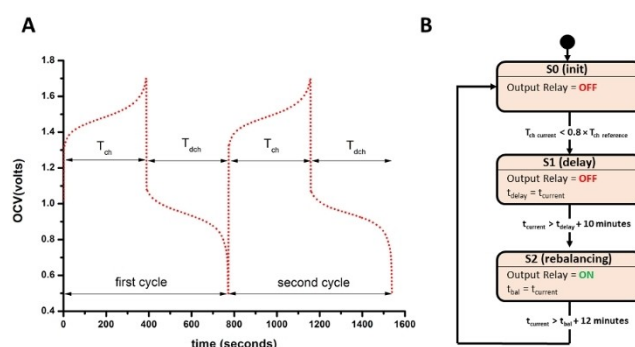 A
OCV(volts)
1.8
1.6
1.4
1.2
1.0
0.8
0.6
0.4
T_ch
T_dch
T_ch
T_dch
first cycle
second cycle
0
200
400
600
800
1000
1200
1400
1600
time (seconds)
B
S0 (init)
Output Relay = OFF
T_ch current < 0.8 × T_ch reference
S1 (delay)
Output Relay = OFF
t_delay = t_current
t_current > t_delay + 10 minutes
S2 (rebalancing)
Output Relay = ON
t_bal = t_current
t_current > t_bal + 12 minutes